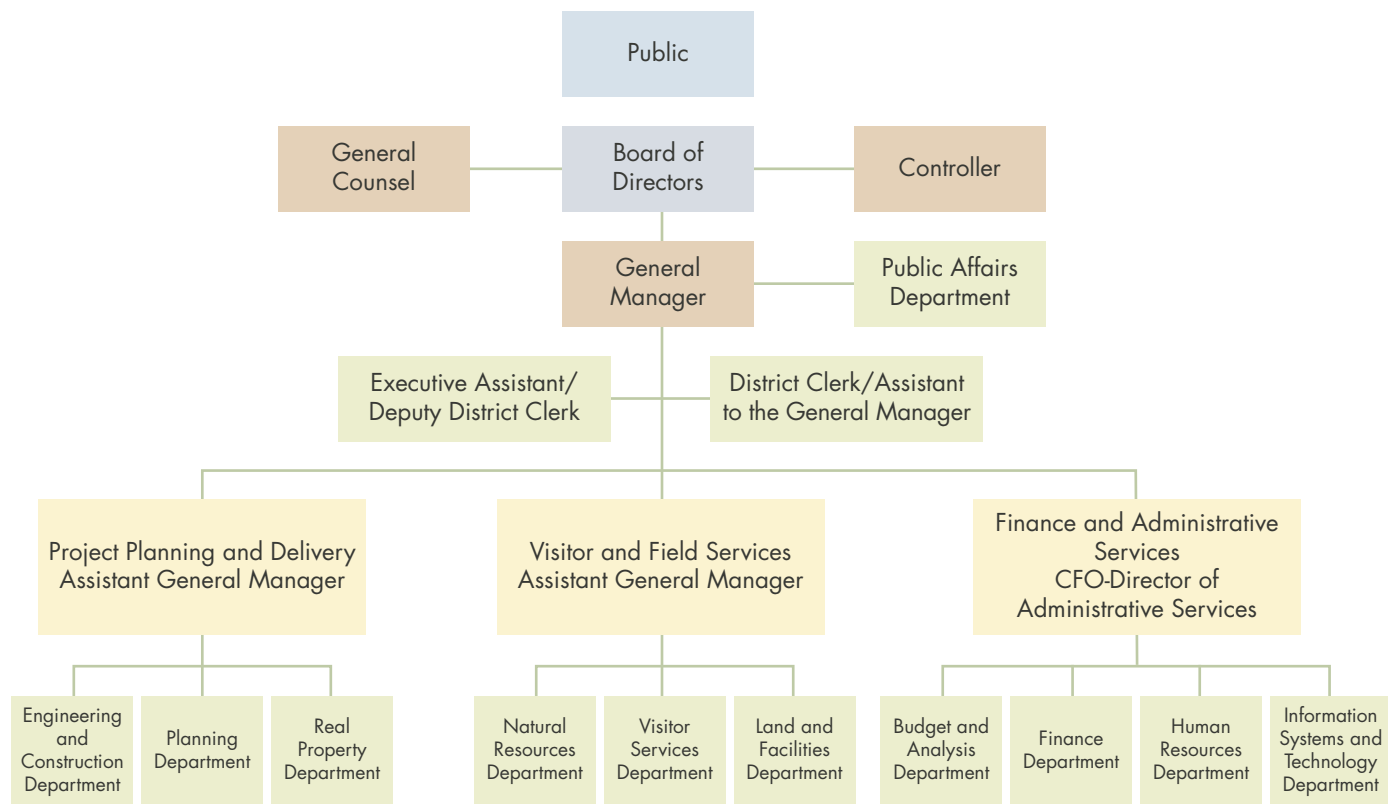 Public
General
Counsel
Board of
Directors
Controller
General
Manager
Public Affairs
Department
Executive Assistant/
Deputy District Clerk
District Clerk/Assistant
to the General Manager
Project Planning and Delivery
Assistant General Manager
Visitor and Field Services
Assistant General Manager
Finance and Administrative
Services
CFO-Director of
Administrative Services
Engineering
and
Construction
Department
Planning
Department
Real
Property
Department
Natural
Resources
Department
Visitor
Services
Department
Land and
Facilities
Department
Budget and
Analysis
Department
Finance
Department
Human
Resources
Department
Information
Systems and
Technology
Department